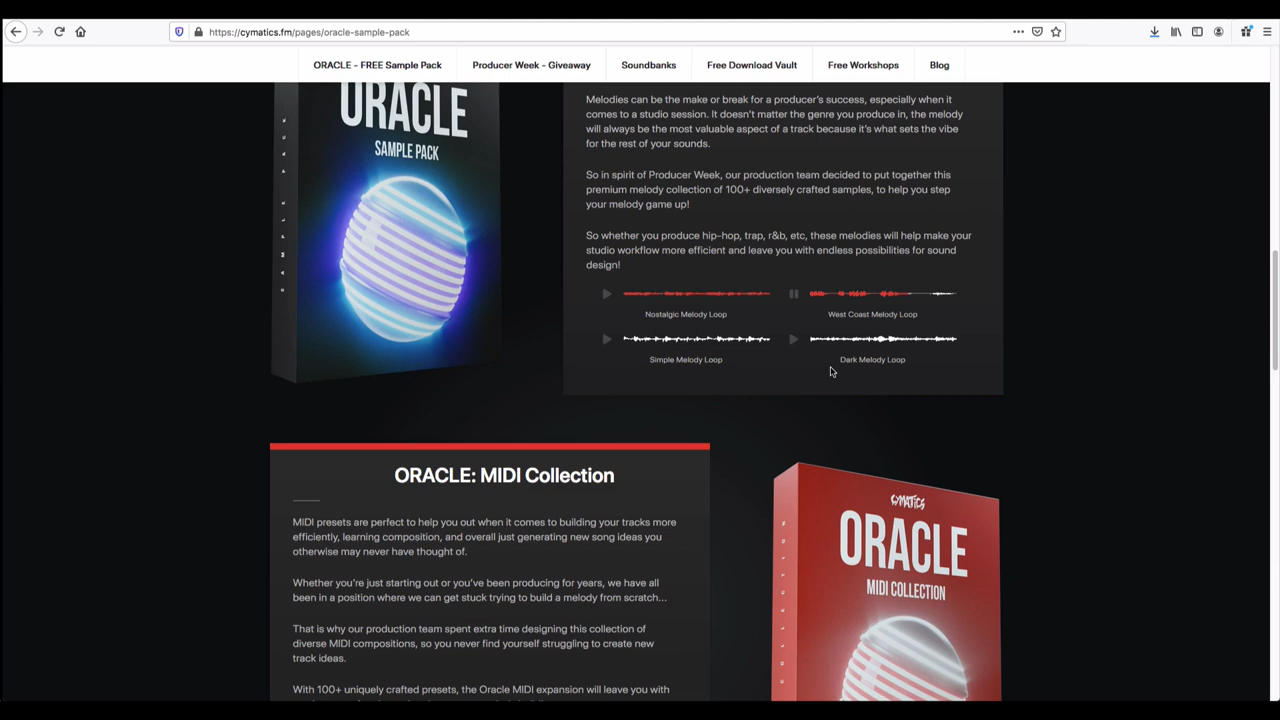 https://cymatics.fm/pages/oracle-sample-pack
ORACLE - FREE Sample Pack
Producer Week - Giveaway
Soundbanks
Free Download Vault
Free Workshops
Blog
ORACLE
SAMPLE PACK
Melodies can be the make or break for a producer's success, especially when it
comes to a studio session. It doesn't matter the genre you produce in, the melody
will always be the most valuable aspect of a track because it's what sets the vibe
for the rest of your sounds.
So in spirit of Producer Week, our production team decided to put together this
premium melody collection of 100+ diversely crafted samples, to help you step
your melody game up!
So whether you produce hip-hop, trap, r&b, etc, these melodies will help make your
studio workflow more efficient and leave you with endless possibilities for sound
design!
Nostalgic Melody Loop
West Coast Melody Loop
Simple Melody Loop
Dark Melody Loop
ORACLE: MIDI Collection
MIDI presets are perfect to help you out when it comes to building your tracks more
efficiently, learning composition, and overall just generating new song ideas you
otherwise may never have thought of.
Whether you're just starting out or you've been producing for years, we have all
been in a position where we can get stuck trying to build a melody from scratch...
That is why our production team spent extra time designing this collection of
diverse MIDI compositions, so you never find yourself struggling to create new
track ideas.
With 100+ uniquely crafted presets, the Oracle MIDI expansion will leave you with
CYMATICS
ORACLE
MIDI COLLECTION